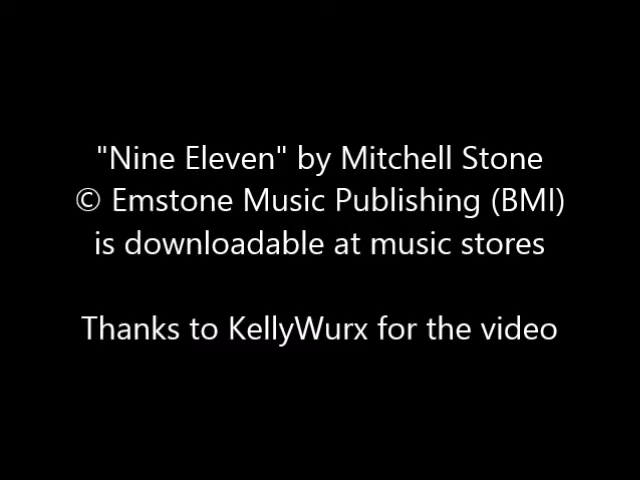 "Nine Eleven" by Mitchell Stone
© Emstone Music Publishing (BMI)
is downloadable at music stores
Thanks to KellyWurx for the video